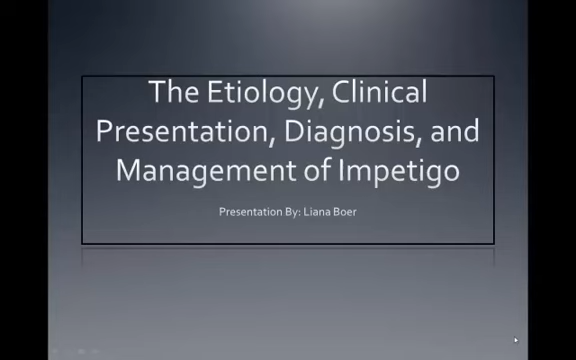 The Etiology, Clinical
Presentation, Diagnosis, and
Management of Impetigo
Presentation By: Liana Boer